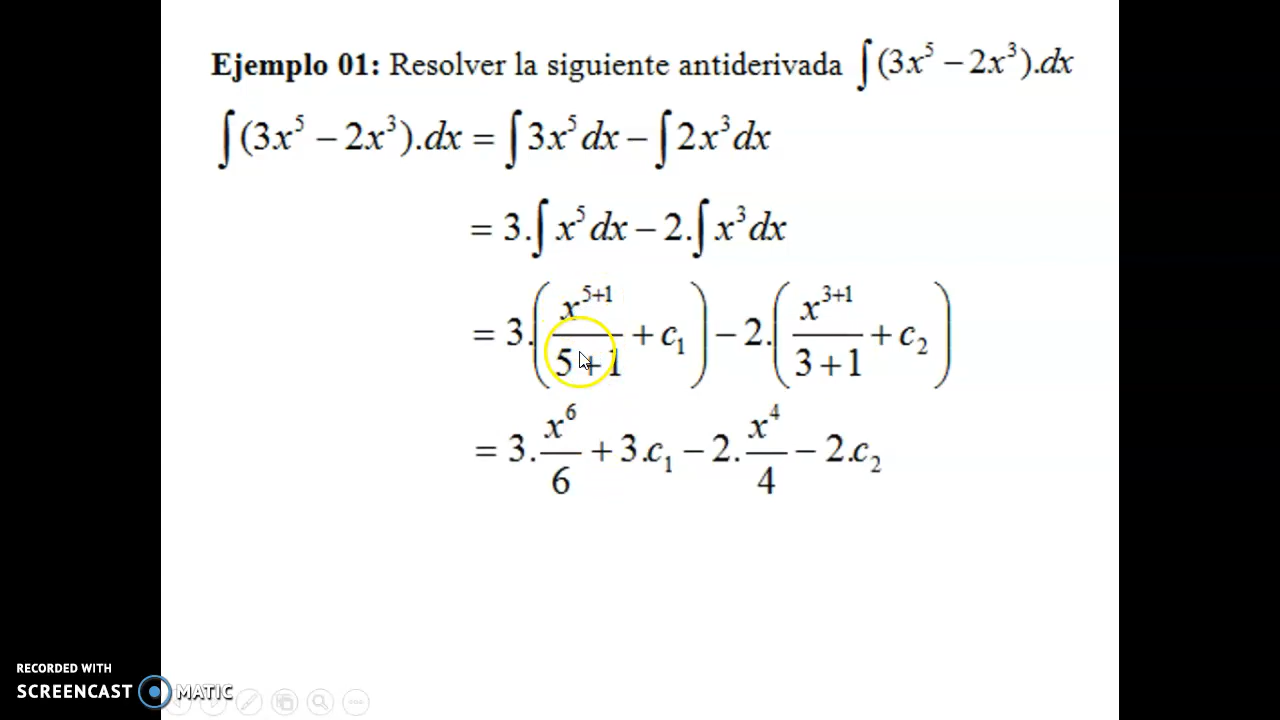 Ejemplo 01: Resolver la siguiente antiderivada ∫(3x⁵ − 2x³).dx
∫(3x⁵ − 2x³).dx = ∫3x⁵dx − ∫2x³dx
= 3.∫x⁵dx − 2.∫x³dx
= 3.(x⁵⁺¹/5+1 + c₁) − 2.(x³⁺¹/3+1 + c₂)
= 3.x⁶/6 + 3.c₁ − 2.x⁴/4 − 2.c₂
RECORDED WITH
SCREENCAST MATIC